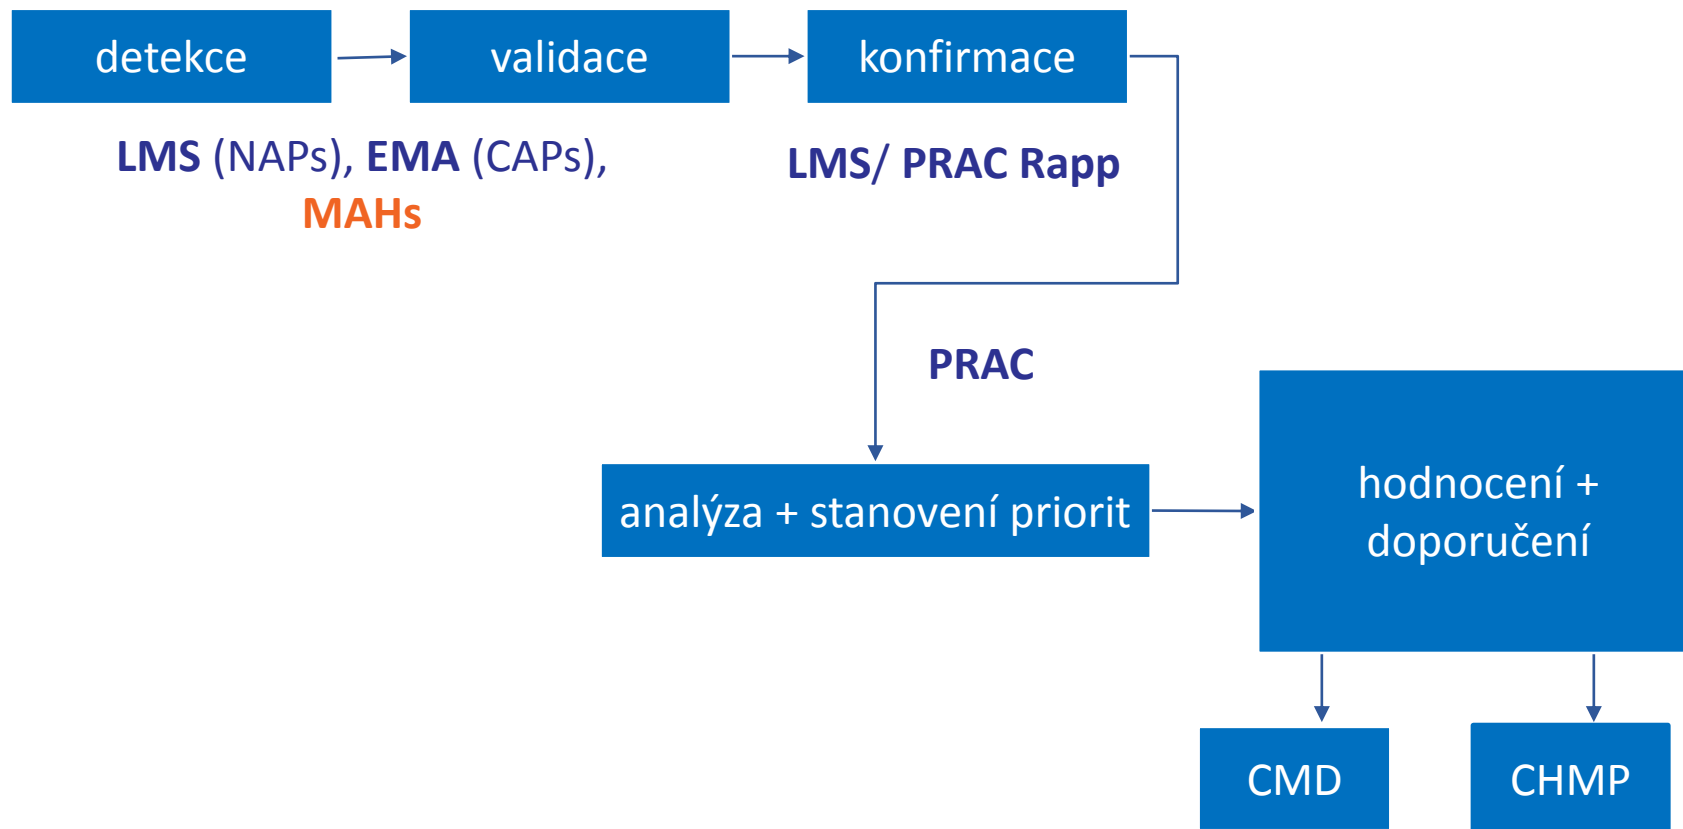 detekce
validace
konfirmace
LMS (NAPs), EMA (CAPs),
MAHs
LMS/ PRAC Rapp
PRAC
analýza + stanovení priorit
hodnocení +
doporučení
CMD
CHMP